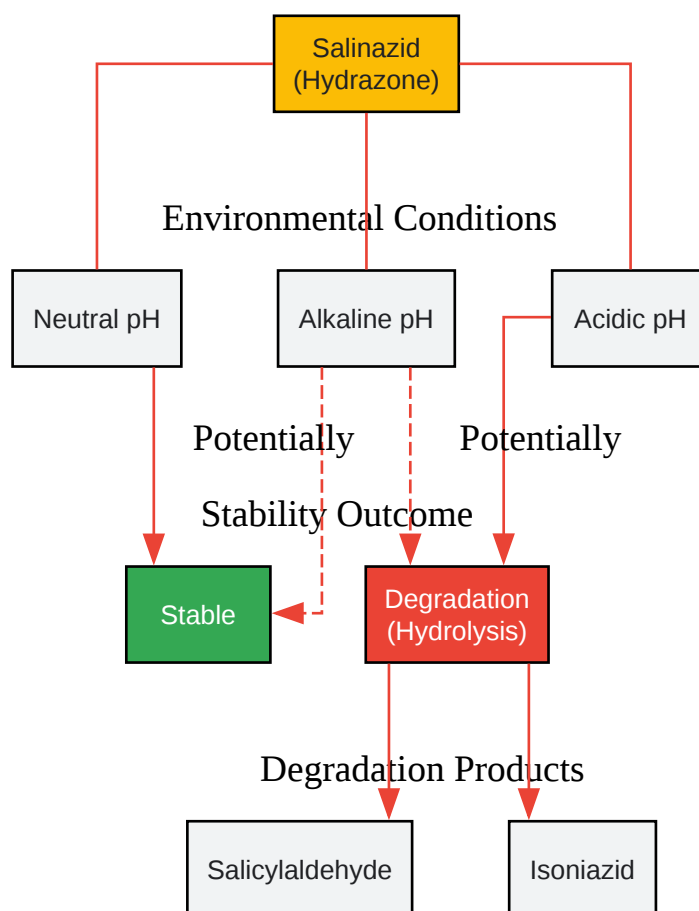 Salinazid
(Hydrazone)
Environmental Conditions
Neutral pH
Alkaline pH
Acidic pH
Potentially
Potentially
Stability Outcome
Stable
Degradation
(Hydrolysis)
Degradation Products
Salicylaldehyde
Isoniazid